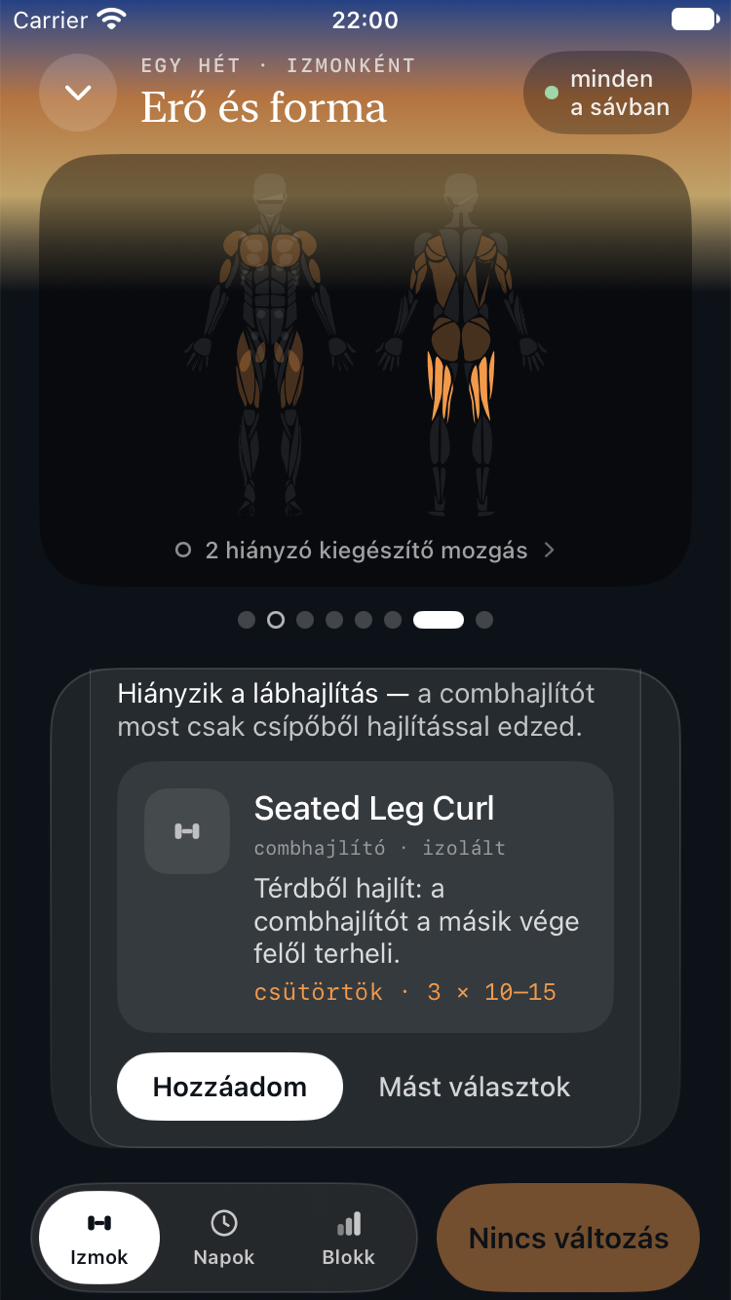 Carrier
22:00
EGY HÉT · IZMONKÉNT
Erő és forma
minden
a sávban
2 hiányzó kiegészítő mozgás
Hiányzik a lábhajlítás — a combhajlítót
most csak csípőből hajlítással edzed.
Seated Leg Curl
combhajlító · izolált
Térdből hajlít: a
combhajlítót a másik vége
felől terheli.
csütörtök · 3 × 10–15
Hozzáadom
Mást választok
Izmok
Napok
Blokk
Nincs változás